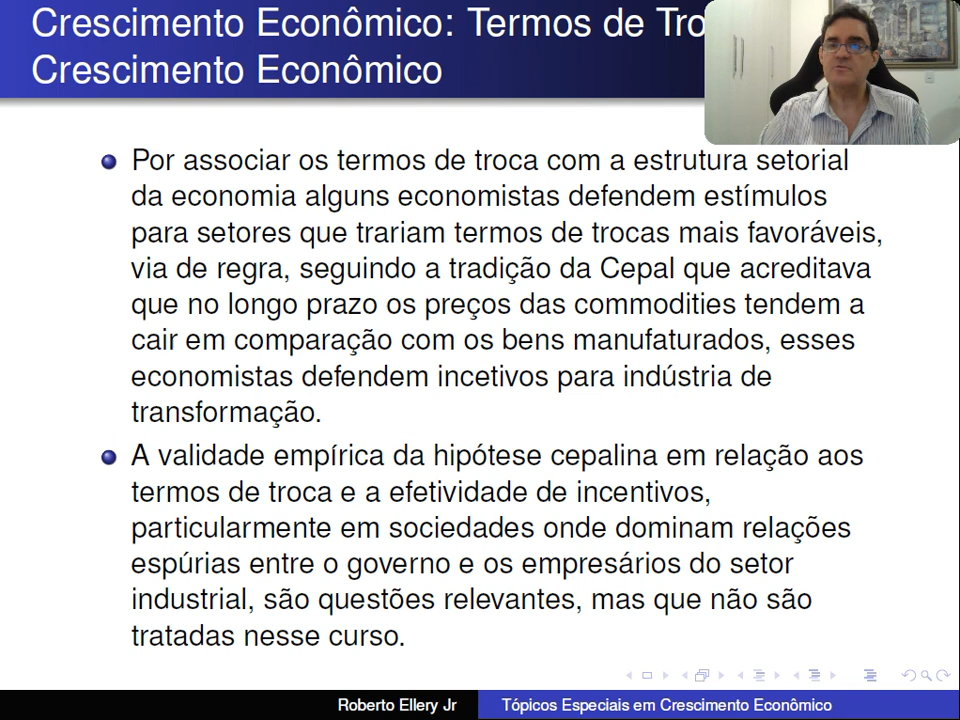 Crescimento Econômico: Termos de Tro
Crescimento Econômico
Por associar os termos de troca com a estrutura setorial
da economia alguns economistas defendem estímulos
para setores que trariam termos de trocas mais favoráveis,
via de regra, seguindo a tradição da Cepal que acreditava
que no longo prazo os preços das commodities tendem a
cair em comparação com os bens manufaturados, esses
economistas defendem incetivos para indústria de
transformação.
A validade empírica da hipótese cepalina em relação aos
termos de troca e a efetividade de incentivos,
particularmente em sociedades onde dominam relações
espúrias entre o governo e os empresários do setor
industrial, são questões relevantes, mas que não são
tratadas nesse curso.
Roberto Ellery Jr
Tópicos Especiais em Crescimento Econômico